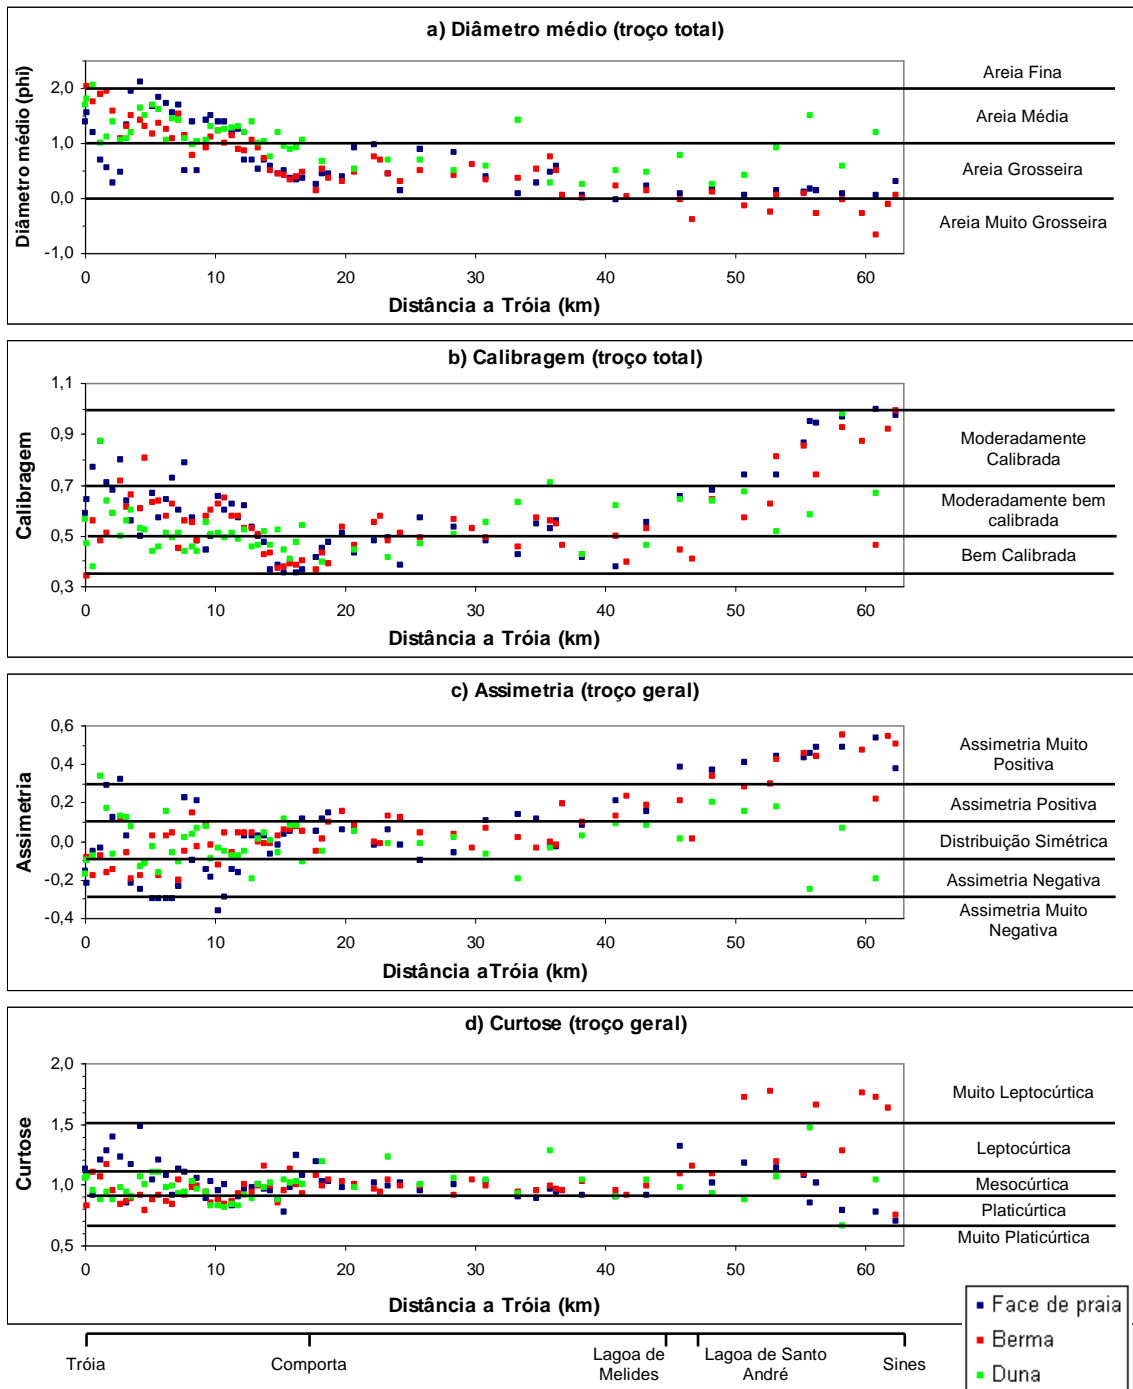 a) Diâmetro médio (troço total)
Diâmetro médio (phi)
2,0
1,0
0,0
-1,0
0
10
20
30
40
50
60
Distância a Tróia (km)
Areia Fina
Areia Média
Areia Grosseira
Areia Muito Grosseira
b) Calibragem (troço total)
Calibragem
1,1
0,9
0,7
0,5
0,3
0
10
20
30
40
50
60
Distância a Tróia (km)
Moderadamente
Calibrada
Moderadamente bem
calibrada
Bem Calibrada
c) Assimetria (troço geral)
Assimetria
0,6
0,4
0,2
0,0
-0,2
-0,4
0
10
20
30
40
50
60
Distância aTróia (km)
Assimetria Muito
Positiva
Assimetria Positiva
Distribuição Simétrica
Assimetria Negativa
Assimetria Muito
Negativa
d) Curtose (troço geral)
Curtose
2,0
1,5
1,0
0,5
0
10
20
30
40
50
60
Distância a Tróia (km)
Muito Leptocúrtica
Leptocúrtica
Mesocúrtica
Platicúrtica
Muito Platicúrtica
Face de praia
Berma
Duna
Tróia
Comporta
Lagoa de
Melides
Lagoa de Santo
André
Sines